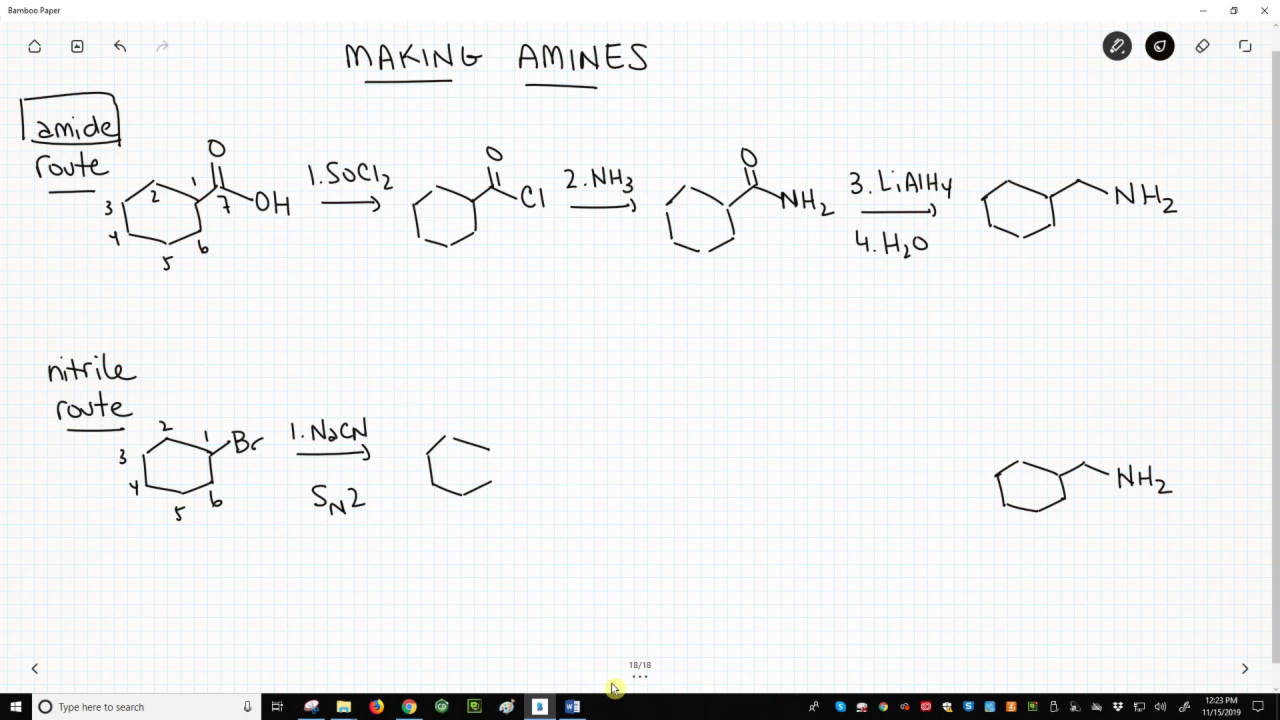 Bamboo Paper
MAKING AMINES
amide
route
O
1
2
3
4
5
6
7
OH
1. SOCl2
O
Cl
2. NH3
O
NH2
3. LiAlH4
4. H2O
NH2
nitrile
route
1
2
3
4
5
6
Br
1. NaCN
SN2
NH2
18/18
Type here to search
12:23 PM
11/15/2019